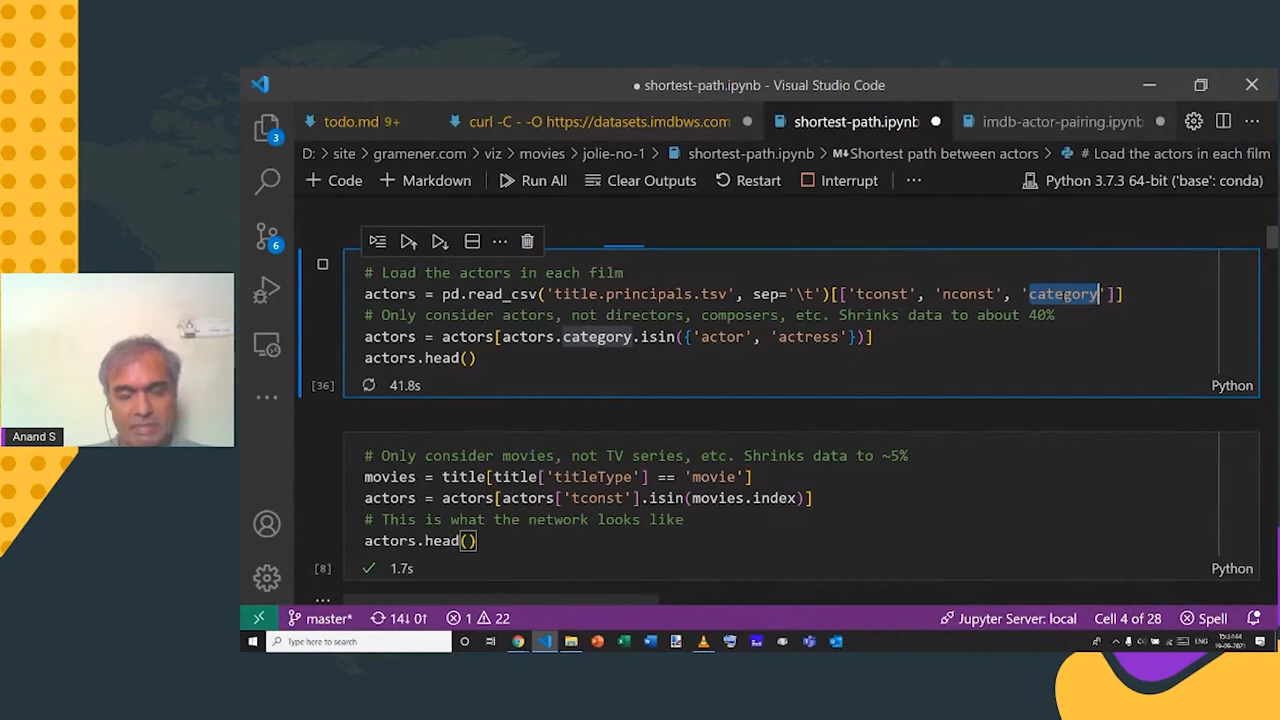 shortest-path.ipynb - Visual Studio Code
todo.md 9+
curl -C - -O https://datasets.imdbws.com
shortest-path.ipynb
imdb-actor-pairing.ipynb
D: > site > gramener.com > viz > movies > jolie-no-1 > shortest-path.ipynb > M↓Shortest path between actors > # Load the actors in each film
+ Code + Markdown Run All Clear Outputs Restart Interrupt ... Python 3.7.3 64-bit ('base': conda)
3
6
# Load the actors in each film
actors = pd.read_csv('title.principals.tsv', sep='\t')[['tconst', 'nconst', 'category']]
# Only consider actors, not directors, composers, etc. Shrinks data to about 40%
actors = actors[actors.category.isin({'actor', 'actress'})]
actors.head()
[36] 41.8s Python
# Only consider movies, not TV series, etc. Shrinks data to ~5%
movies = title[title['titleType'] == 'movie']
actors = actors[actors['tconst'].isin(movies.index)]
# This is what the network looks like
actors.head()
[8] 1.7s Python
Anand S
master* 14↓ 0↑ 1 22 Jupyter Server: local Cell 4 of 28 Spell
Type here to search
ENG